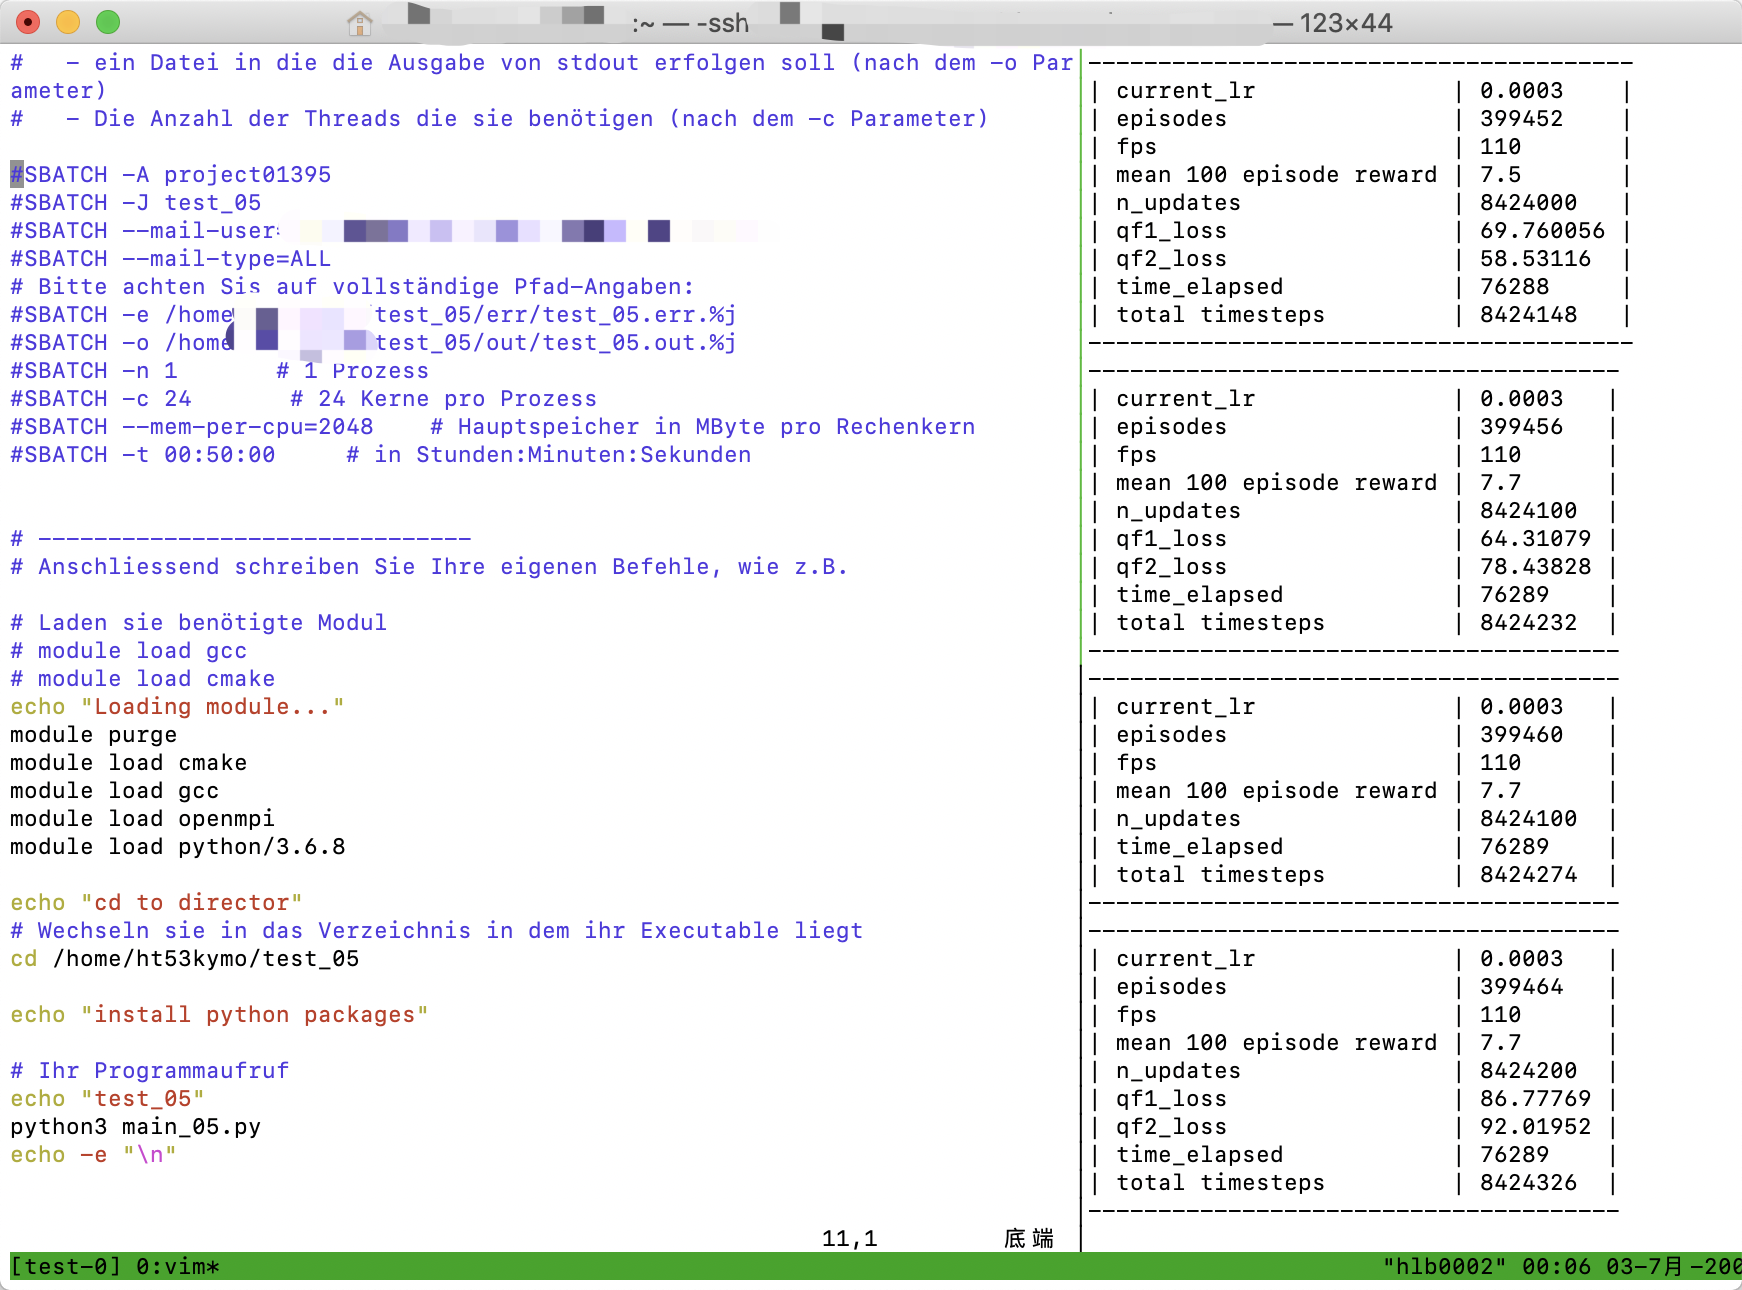 :~ — -ssh — 123×44
#   - ein Datei in die die Ausgabe von stdout erfolgen soll (nach dem -o Par
ameter)
#   - Die Anzahl der Threads die sie benötigen (nach dem -c Parameter)
#SBATCH -A project01395
#SBATCH -J test_05
#SBATCH --mail-user=
#SBATCH --mail-type=ALL
# Bitte achten Sis auf vollständige Pfad-Angaben:
#SBATCH -e /home test_05/err/test_05.err.%j
#SBATCH -o /home test_05/out/test_05.out.%j
#SBATCH -n 1       # 1 Prozess
#SBATCH -c 24       # 24 Kerne pro Prozess
#SBATCH --mem-per-cpu=2048    # Hauptspeicher in MByte pro Rechenkern
#SBATCH -t 00:50:00     # in Stunden:Minuten:Sekunden
# -------------------------------
# Anschliessend schreiben Sie Ihre eigenen Befehle, wie z.B.
# Laden sie benötigte Modul
# module load gcc
# module load cmake
echo "Loading module..."
module purge
module load cmake
module load gcc
module load openmpi
module load python/3.6.8
echo "cd to director"
# Wechseln sie in das Verzeichnis in dem ihr Executable liegt
cd /home/ht53kymo/test_05
echo "install python packages"
# Ihr Programmaufruf
echo "test_05"
python3 main_05.py
echo -e "\n"
11,1 底端
---------------------------------------
| current_lr              | 0.0003    |
| episodes                | 399452    |
| fps                     | 110       |
| mean 100 episode reward | 7.5       |
| n_updates               | 8424000   |
| qf1_loss                | 69.760056 |
| qf2_loss                | 58.53116  |
| time_elapsed            | 76288     |
| total timesteps         | 8424148   |
---------------------------------------
--------------------------------------
| current_lr              | 0.0003   |
| episodes                | 399456   |
| fps                     | 110      |
| mean 100 episode reward | 7.7      |
| n_updates               | 8424100  |
| qf1_loss                | 64.31079 |
| qf2_loss                | 78.43828 |
| time_elapsed            | 76289    |
| total timesteps         | 8424232  |
--------------------------------------
--------------------------------------
| current_lr              | 0.0003   |
| episodes                | 399460   |
| fps                     | 110      |
| mean 100 episode reward | 7.7      |
| n_updates               | 8424100  |
| time_elapsed            | 76289    |
| total timesteps         | 8424274  |
--------------------------------------
--------------------------------------
| current_lr              | 0.0003   |
| episodes                | 399464   |
| fps                     | 110      |
| mean 100 episode reward | 7.7      |
| n_updates               | 8424200  |
| qf1_loss                | 86.77769 |
| qf2_loss                | 92.01952 |
| time_elapsed            | 76289    |
| total timesteps         | 8424326  |
--------------------------------------
[test-0] 0:vim* "hlb0002" 00:06 03-7月-200